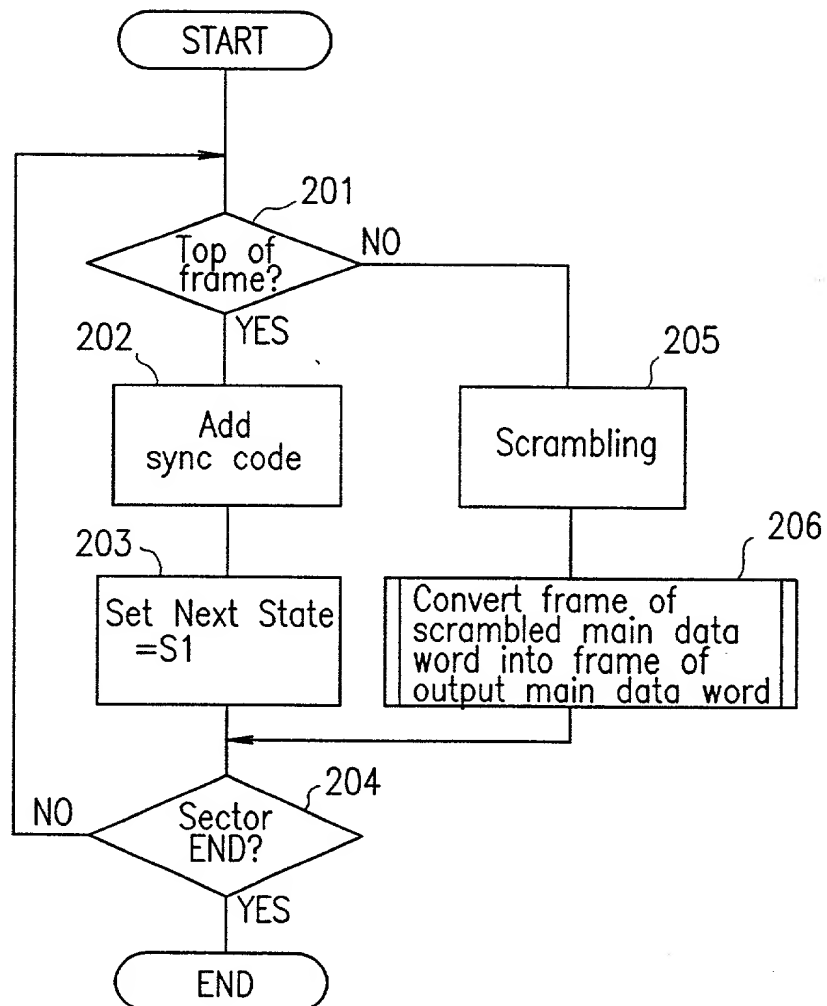 START
201
Top of
frame?
NO
YES
202
Add
sync code
205
Scrambling
203
Set Next State
=S1
206
Convert frame of
scrambled main data
word into frame of
output main data word
204
Sector
END?
NO
YES
END